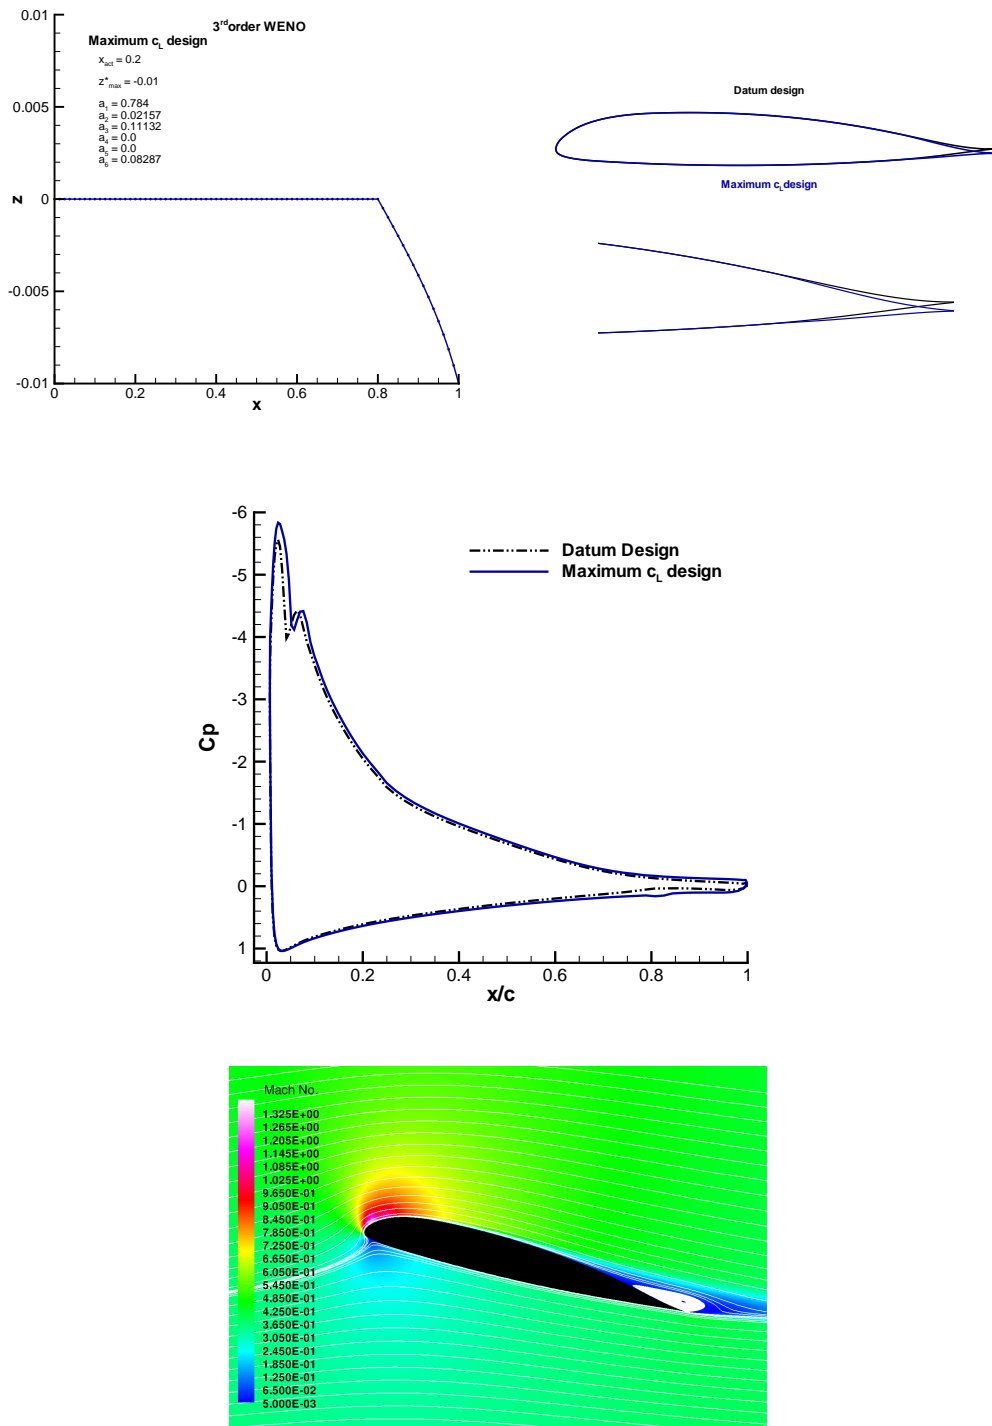 3rd order WENO
Maximum cL design
xact = 0.2
z*max = -0.01
a1 = 0.784
a2 = 0.02157
a3 = 0.11132
a4 = 0.0
a5 = 0.0
a6 = 0.08287
0.01
0.005
0
-0.005
-0.01
z
0 0.2 0.4 0.6 0.8 1
x
Datum design
Maximum cL design
-6
-5
-4
-3
-2
-1
0
1
Cp
Datum Design
Maximum cL design
0 0.2 0.4 0.6 0.8 1
x/c
Mach No.
1.325E+00
1.265E+00
1.205E+00
1.145E+00
1.085E+00
1.025E+00
9.650E-01
9.050E-01
8.450E-01
7.850E-01
7.250E-01
6.650E-01
6.050E-01
5.450E-01
4.850E-01
4.250E-01
3.650E-01
3.050E-01
2.450E-01
1.850E-01
1.250E-01
6.500E-02
5.000E-03